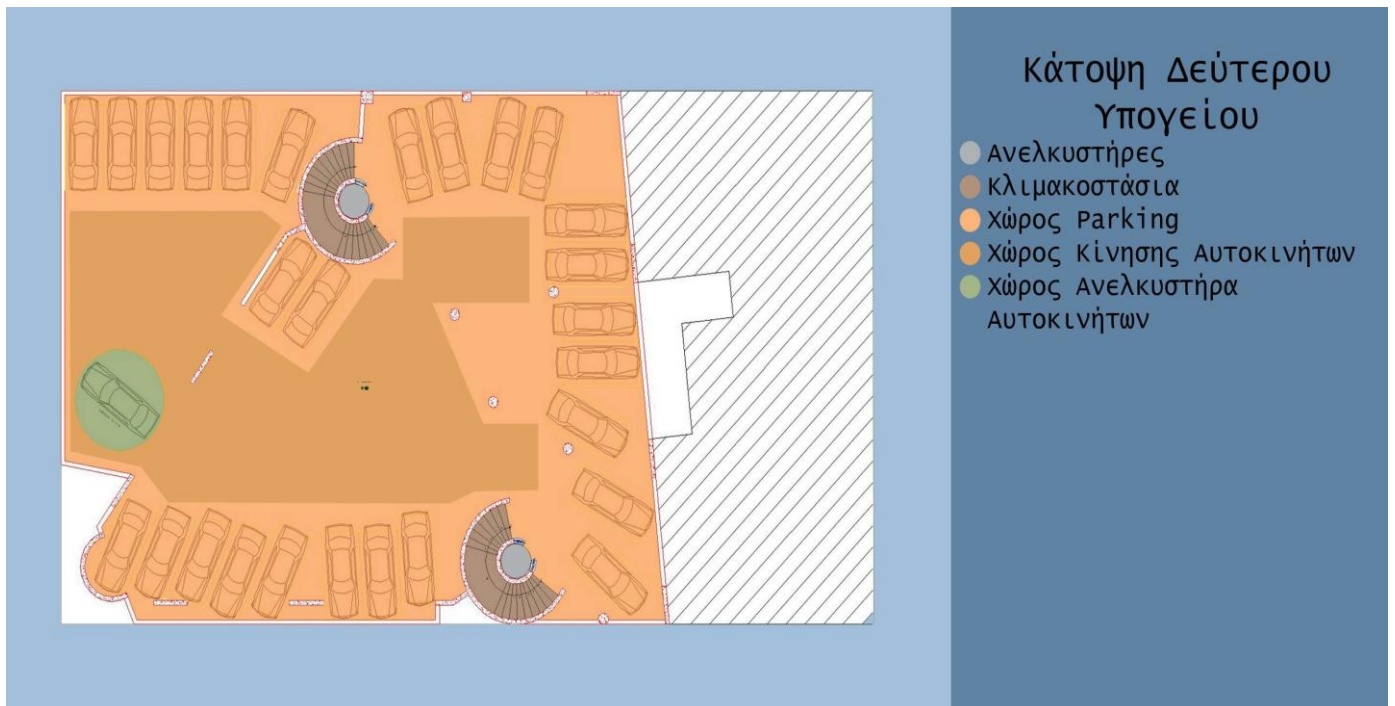 Κάτοψη Δεύτερου
Υπογείου
Ανελκυστήρες
Κλιμακοστάσια
Χώρος Parking
Χώρος Κίνησης Αυτοκινήτων
Χώρος Ανελκυστήρα
Αυτοκινήτων